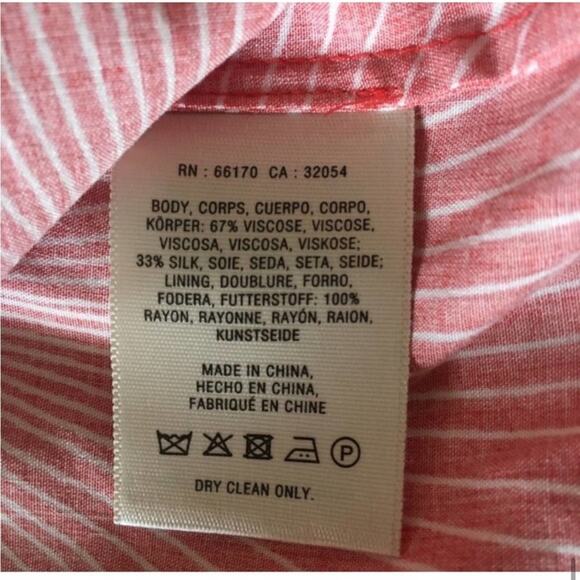 RN : 66170 CA : 32054
BODY, CORPS, CUERPO, CORPO,
KÖRPER: 67% VISCOSE, VISCOSE,
VISCOSA, VISCOSA, VISKOSE;
33% SILK, SOIE, SEDA, SETA, SEIDE;
LINING, DOUBLURE, FORRO,
FODERA, FUTTERSTOFF: 100%
RAYON, RAYONNE, RAYÓN, RAION,
KUNSTSEIDE
MADE IN CHINA,
HECHO EN CHINA,
FABRIQUÉ EN CHINE
P
DRY CLEAN ONLY.